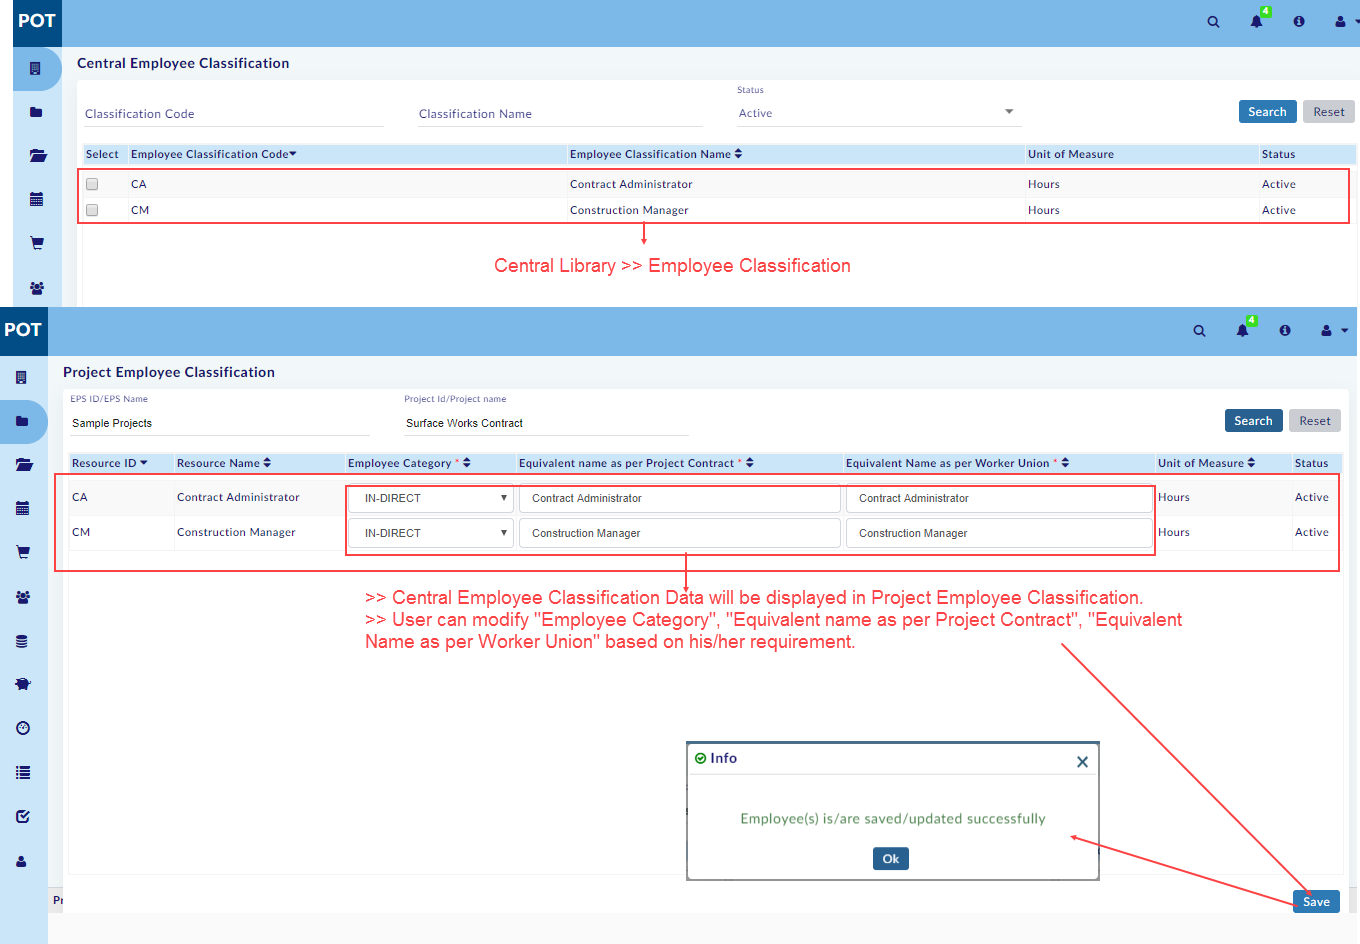 POT
4
Central Employee Classification
Status
Classification Code Classification Name Active Search Reset
Select Employee Classification Code Employee Classification Name Unit of Measure Status
CA Contract Administrator Hours Active
CM Construction Manager Hours Active
Central Library >> Employee Classification
POT
4
Project Employee Classification
EPS ID/EPS Name Project Id/Project name
Sample Projects Surface Works Contract Search Reset
Resource ID Resource Name Employee Category * Equivalent name as per Project Contract * Equivalent Name as per Worker Union * Unit of Measure Status
CA Contract Administrator IN-DIRECT Contract Administrator Contract Administrator Hours Active
CM Construction Manager IN-DIRECT Construction Manager Construction Manager Hours Active
>> Central Employee Classification Data will be displayed in Project Employee Classification.
>> User can modify "Employee Category", "Equivalent name as per Project Contract", "Equivalent
Name as per Worker Union" based on his/her requirement.
Info
Employee(s) is/are saved/updated successfully
Ok
Pr
Save